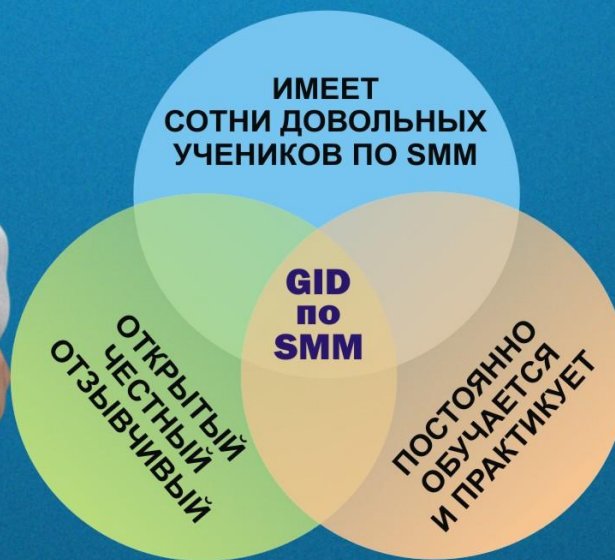 ИМЕЕТ
СОТНИ ДОВОЛЬНЫХ
УЧЕНИКОВ ПО SMM
GID
по
SMM
ОТКРЫТЫЙ
ЧЕСТНЫЙ
ОТЗЫВЧИВЫЙ
ПОСТОЯННО
ОБУЧАЕТСЯ
И ПРАКТИКУЕТ